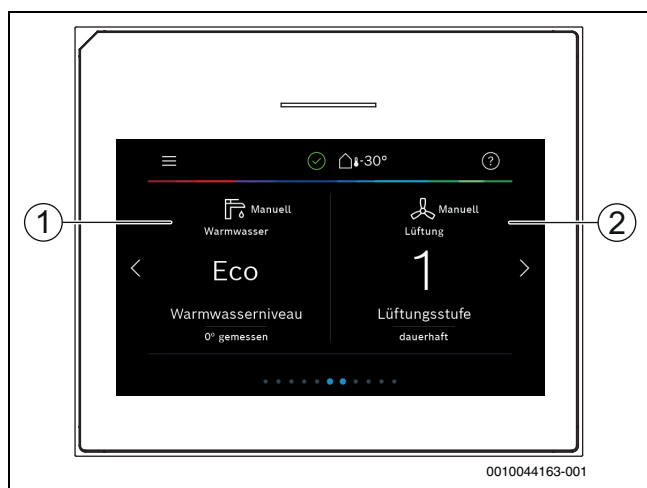 -30°
?
Manuell
Warmwasser
Eco
Warmwasserniveau
0° gemessen
Manuell
Lüftung
1
Lüftungsstufe
dauerhaft
1
2
0010044163-001